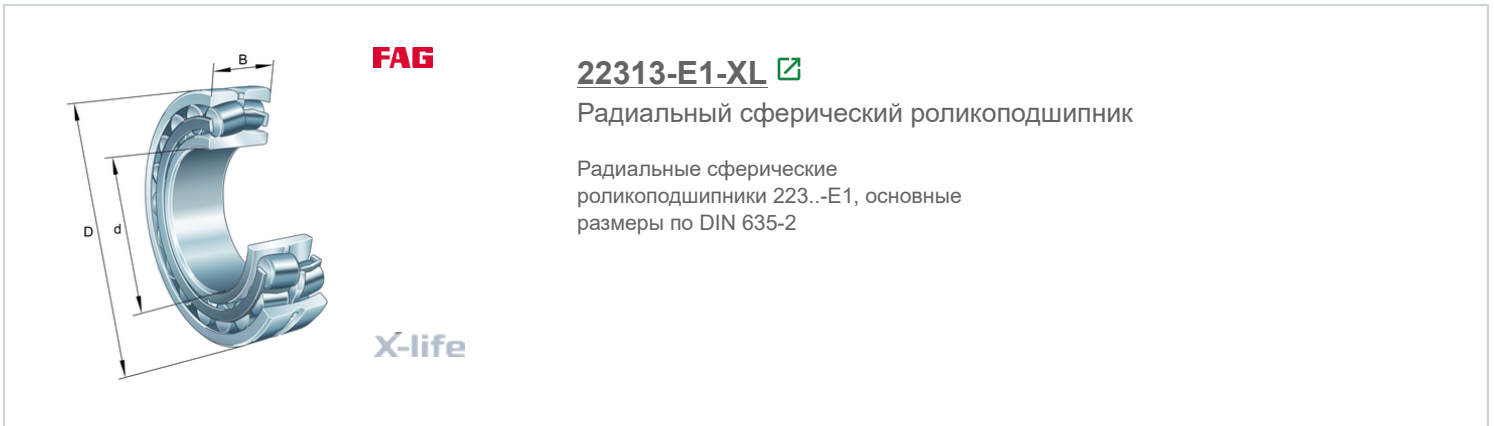 B
D
d
FAG
X-life
22313-E1-XL
Радиальный сферический роликоподшипник
Радиальные сферические
роликоподшипники 223..-E1, основные
размеры по DIN 635-2